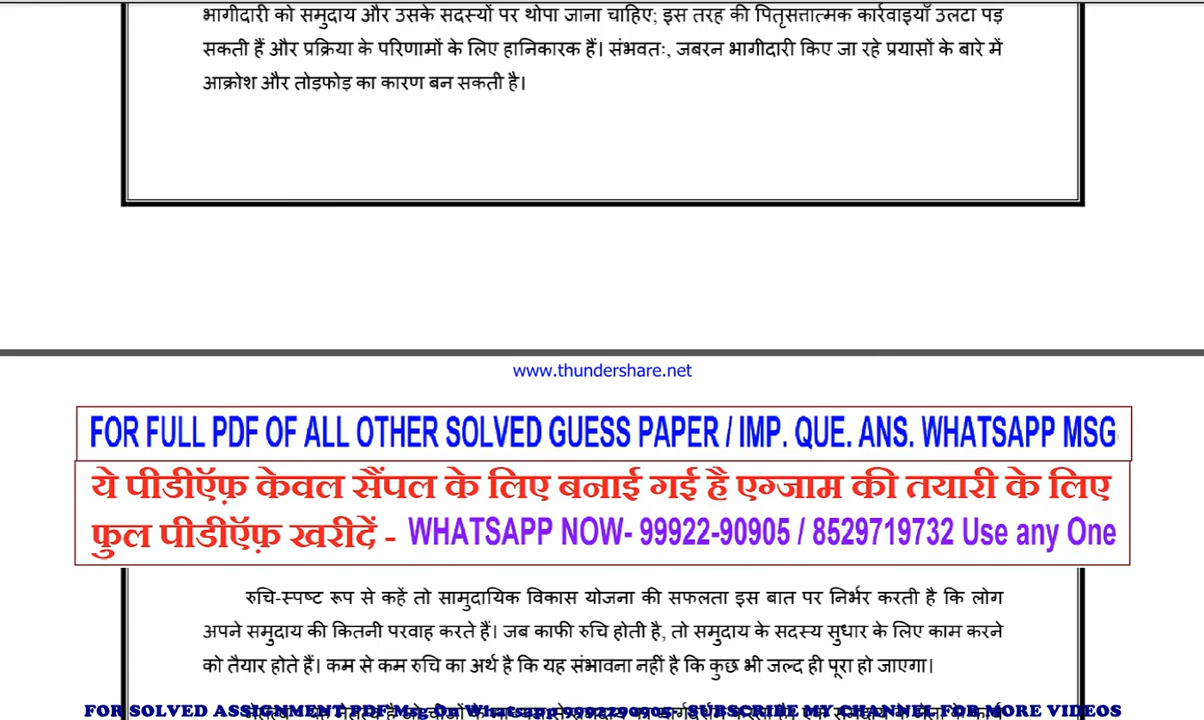 भागीदारी को समुदाय और उसके सदस्यों पर थोपा जाना चाहिए; इस तरह की पितृसत्तात्मक कार्रवाइयाँ उलटा पड़
सकती हैं और प्रक्रिया के परिणामों के लिए हानिकारक हैं। संभवतः, जबरन भागीदारी किए जा रहे प्रयासों के बारे में
आक्रोश और तोड़फोड़ का कारण बन सकती है।
www.thundershare.net
FOR FULL PDF OF ALL OTHER SOLVED GUESS PAPER / IMP. QUE. ANS. WHATSAPP MSG
ये पीडीऍफ़ केवल सैंपल के लिए बनाई गई है एग्जाम की तयारी के लिए
फुल पीडीऍफ़ खरीदें - WHATSAPP NOW- 99922-90905 / 8529719732 Use any One
रुचि-स्पष्ट रूप से कहें तो सामुदायिक विकास योजना की सफलता इस बात पर निर्भर करती है कि लोग
अपने समुदाय की कितनी परवाह करते हैं। जब काफी रुचि होती है, तो समुदाय के सदस्य सुधार के लिए काम करने
को तैयार होते हैं। कम से कम रुचि का अर्थ है कि यह संभावना नहीं है कि कुछ भी जल्द ही पूरा हो जाएगा।
FOR SOLVED ASSIGNMENT PDF Msg On Whatsapp 9992290905- SUBSCRIBE MY CHANNEL FOR MORE VIDEOS